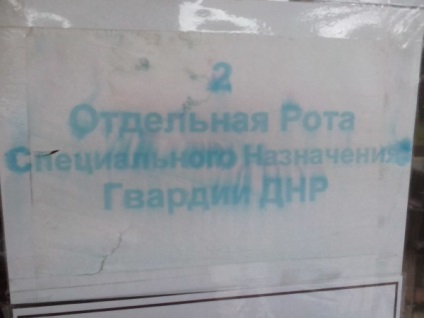 2
Отдельная Рота
Специального Назначения
Гвардии ДНР